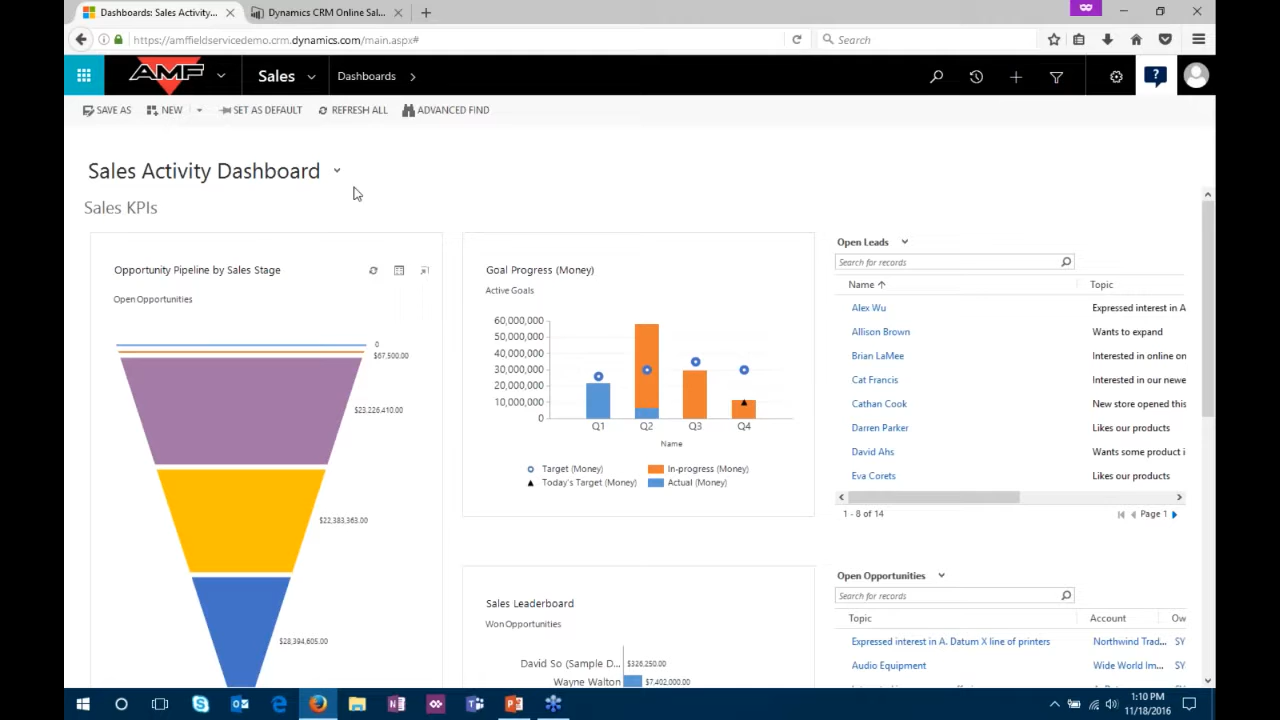 Dashboards: Sales Activity...
Dynamics CRM Online Sal...
https://amffieldservicedemo.crm.dynamics.com/main.aspx#
Search
AMF
Sales
Dashboards
SAVE AS
NEW
SET AS DEFAULT
REFRESH ALL
ADVANCED FIND
Sales Activity Dashboard
Sales KPIs
Opportunity Pipeline by Sales Stage
Open Opportunities
0
$67,500.00
$23,226,410.00
$22,383,363.00
$28,394,605.00
Goal Progress (Money)
Active Goals
60,000,000
50,000,000
40,000,000
30,000,000
20,000,000
10,000,000
0
Q1 Q2 Q3 Q4
Name
Target (Money) In-progress (Money)
Today's Target (Money) Actual (Money)
Sales Leaderboard
Won Opportunities
David So (Sample D... $326,250.00
Wayne Walton $7,402,000.00
Open Leads
Search for records
Name Topic
Alex Wu Expressed interest in A
Allison Brown Wants to expand
Brian LaMee Interested in online on
Cat Francis Interested in our newe
Cathan Cook New store opened this
Darren Parker Likes our products
David Ahs Wants some product i
Eva Corets Likes our products
1 - 8 of 14 Page 1
Open Opportunities
Search for records
Topic Account Ow
Expressed interest in A. Datum X line of printers Northwind Trad... SY
Audio Equipment Wide World Im... SY
1:10 PM
11/18/2016